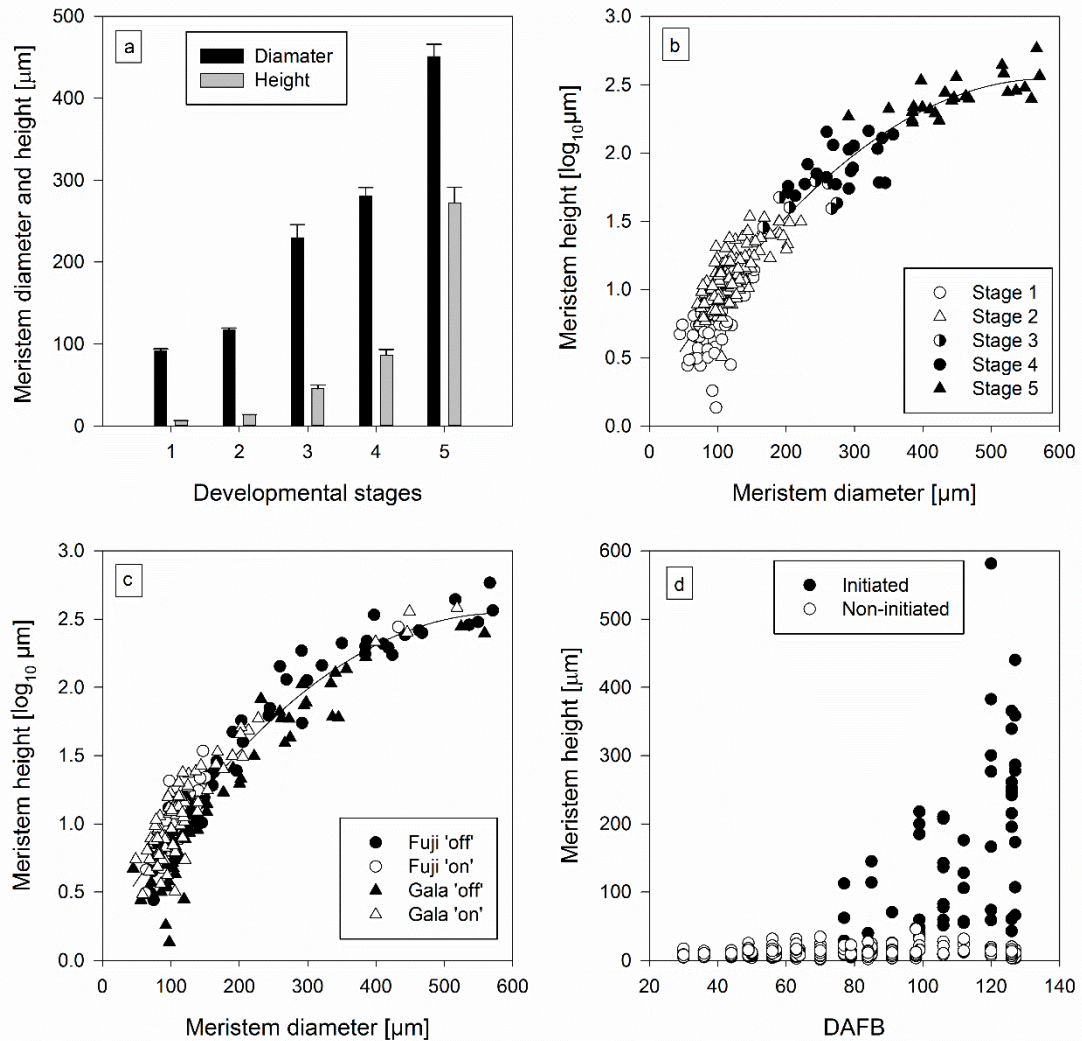 a
Diamater
Height
Meristem diameter and height [µm]
500
400
300
200
100
0
1 2 3 4 5
Developmental stages
b
Meristem height [log10µm]
3.0
2.5
2.0
1.5
1.0
0.5
0.0
Stage 1
Stage 2
Stage 3
Stage 4
Stage 5
0 100 200 300 400 500 600
Meristem diameter [µm]
c
Meristem height [log10 µm]
3.0
2.5
2.0
1.5
1.0
0.5
0.0
Fuji 'off'
Fuji 'on'
Gala 'off'
Gala 'on'
0 100 200 300 400 500 600
Meristem diameter [µm]
d
Initiated
Non-initiated
Meristem height [µm]
600
500
400
300
200
100
0
20 40 60 80 100 120 140
DAFB